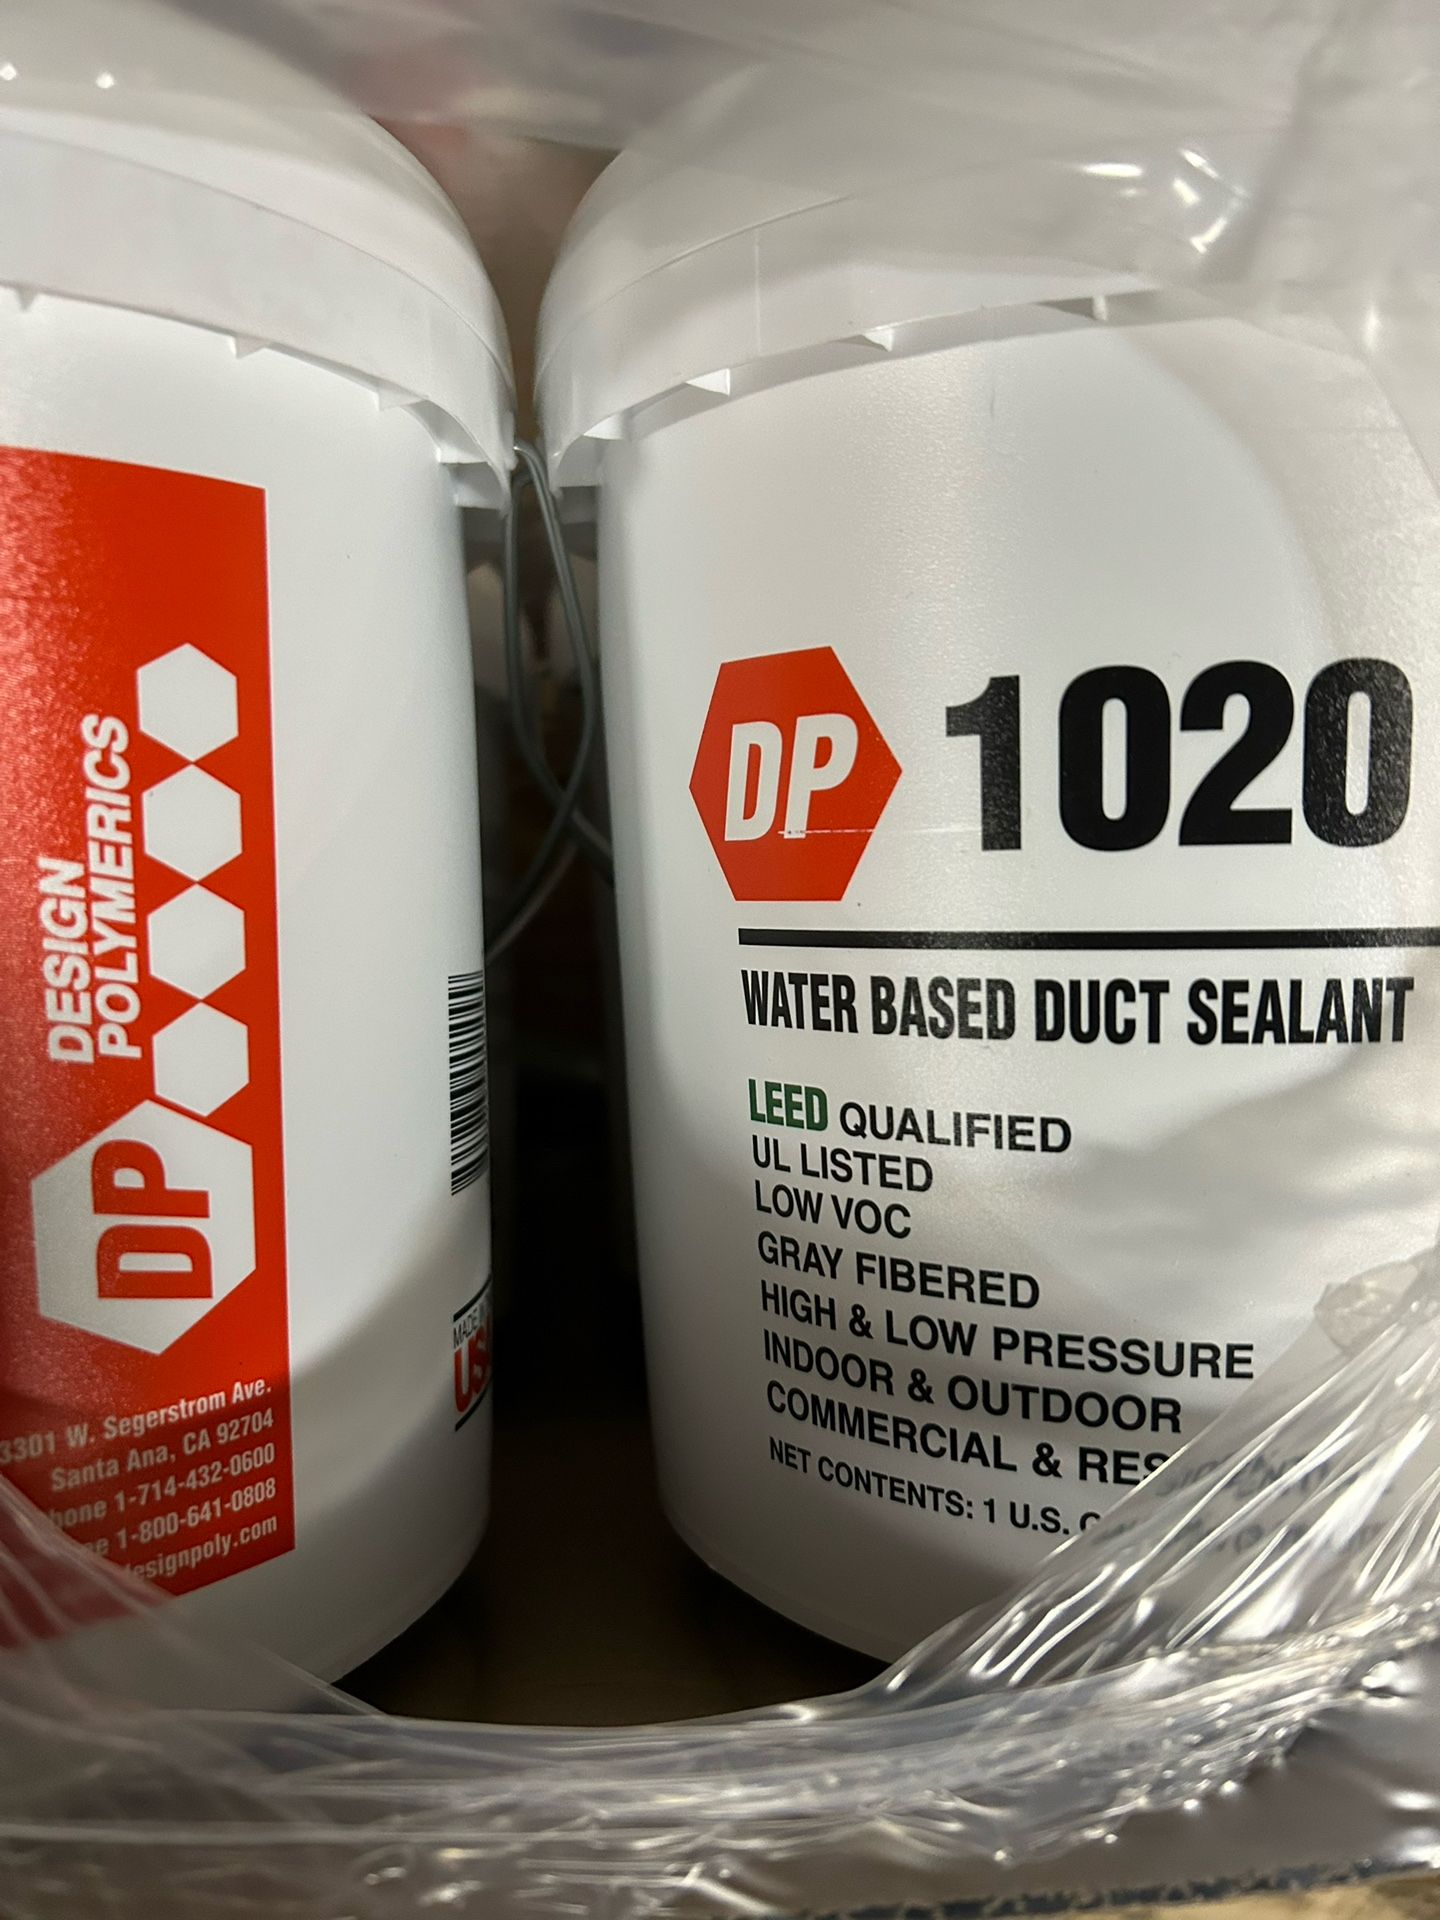 DESIGN
POLYMERICS
DP
3301 W. Segerstrom Ave.
Santa Ana, CA 92704
1-714-432-0600
1-800-641-0808
designpoly.com
MADE IN
DP 1020
WATER BASED DUCT SEALANT
LEED QUALIFIED
UL LISTED
LOW VOC
GRAY FIBERED
HIGH & LOW PRESSURE
INDOOR & OUTDOOR
COMMERCIAL &
NET CONTENTS: 1 U.S.